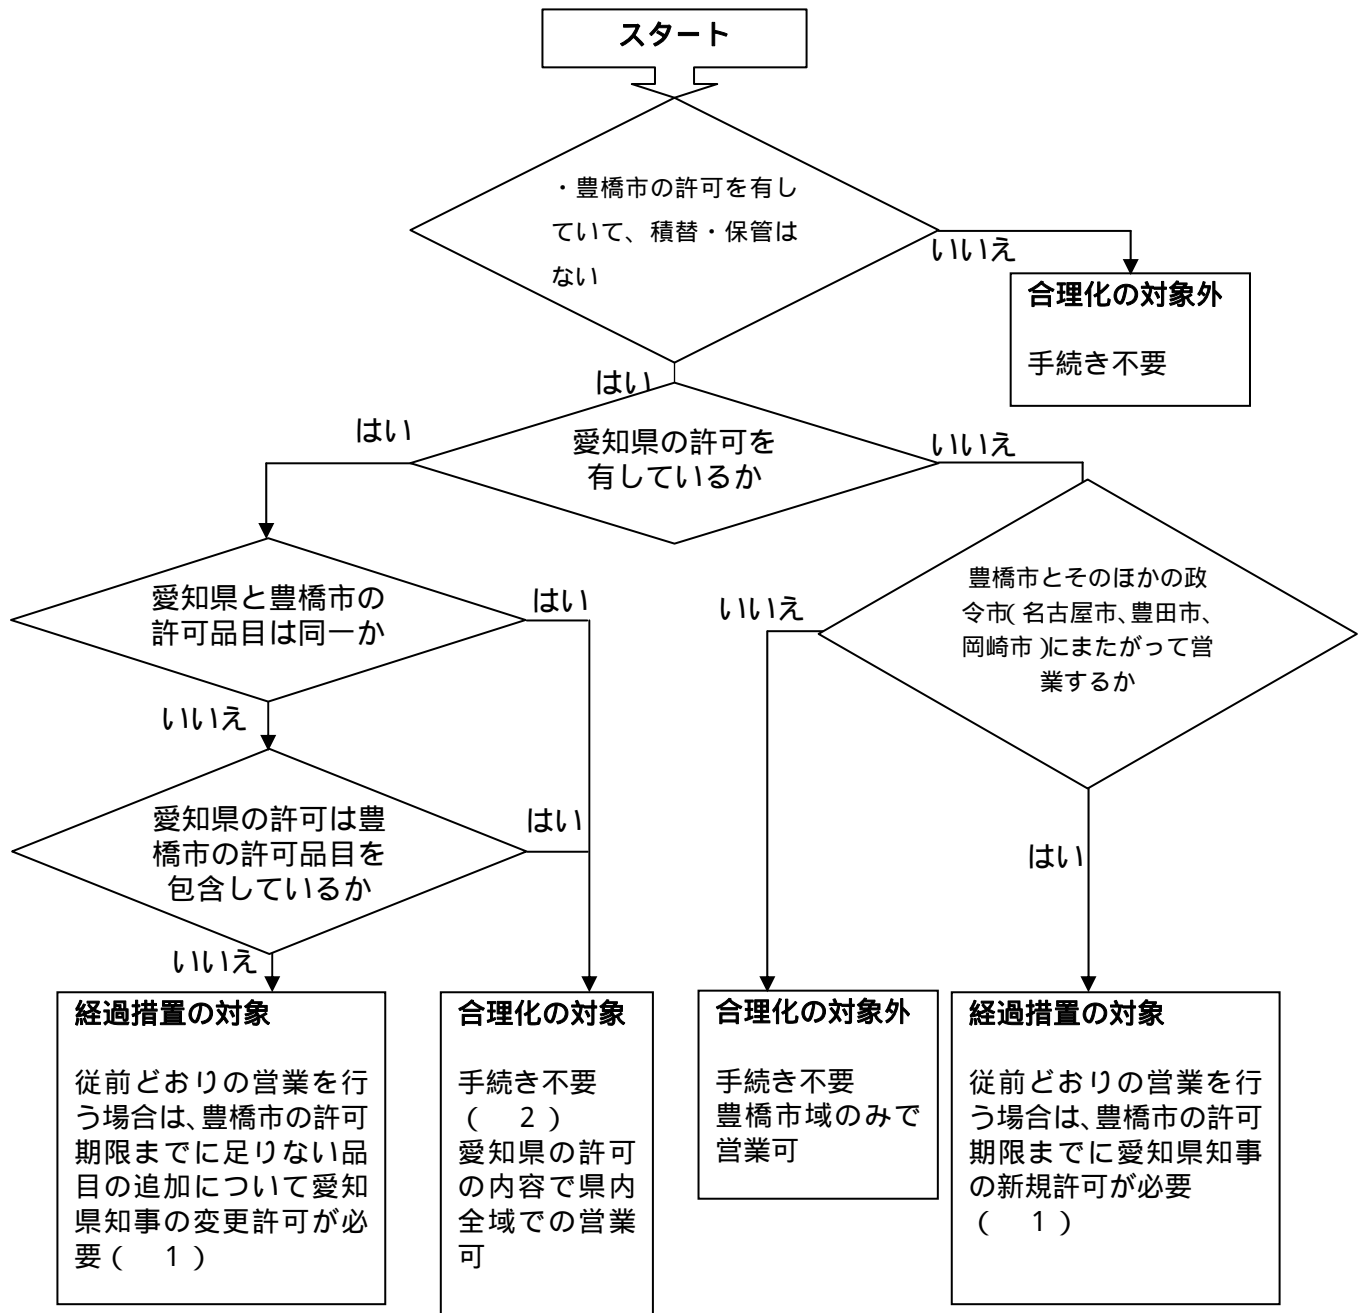 スタート
・豊橋市の許可を有し
ていて、積替・保管は
ない
いいえ
合理化の対象外
手続き不要
はい
愛知県の許可を
有しているか
はい
いいえ
愛知県と豊橋市の
許可品目は同一か
はい
いいえ
豊橋市とそのほかの政
令市(名古屋市、豊田市、
岡崎市)にまたがって営
業するか
いいえ
はい
愛知県の許可は豊
橋市の許可品目を
包含しているか
はい
いいえ
経過措置の対象
従前どおりの営業を行
う場合は、豊橋市の許可
期限までに足りない品
目の追加について愛知
県知事の変更許可が必
要(　1)
合理化の対象
手続き不要
(　2)
愛知県の許可
の内容で県内
全域での営業
可
合理化の対象外
手続き不要
豊橋市域のみで
営業可
経過措置の対象
従前どおりの営業を行
う場合は、豊橋市の許可
期限までに愛知県知事
の新規許可が必要
(　1)